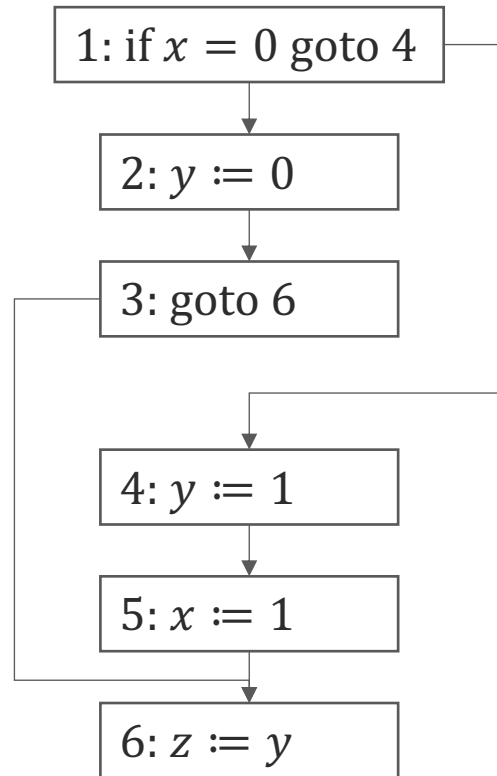 1: if x = 0 goto 4
2: y ≔ 0
3: goto 6
4: y ≔ 1
5: x ≔ 1
6: z ≔ y